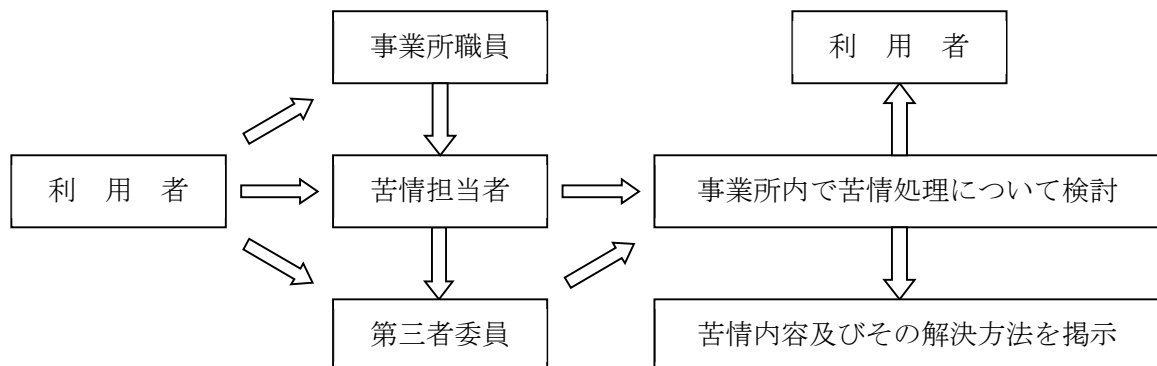 事業所職員
利　用　者
利　用　者
苦情担当者
事業所内で苦情処理について検討
第三者委員
苦情内容及びその解決方法を掲示